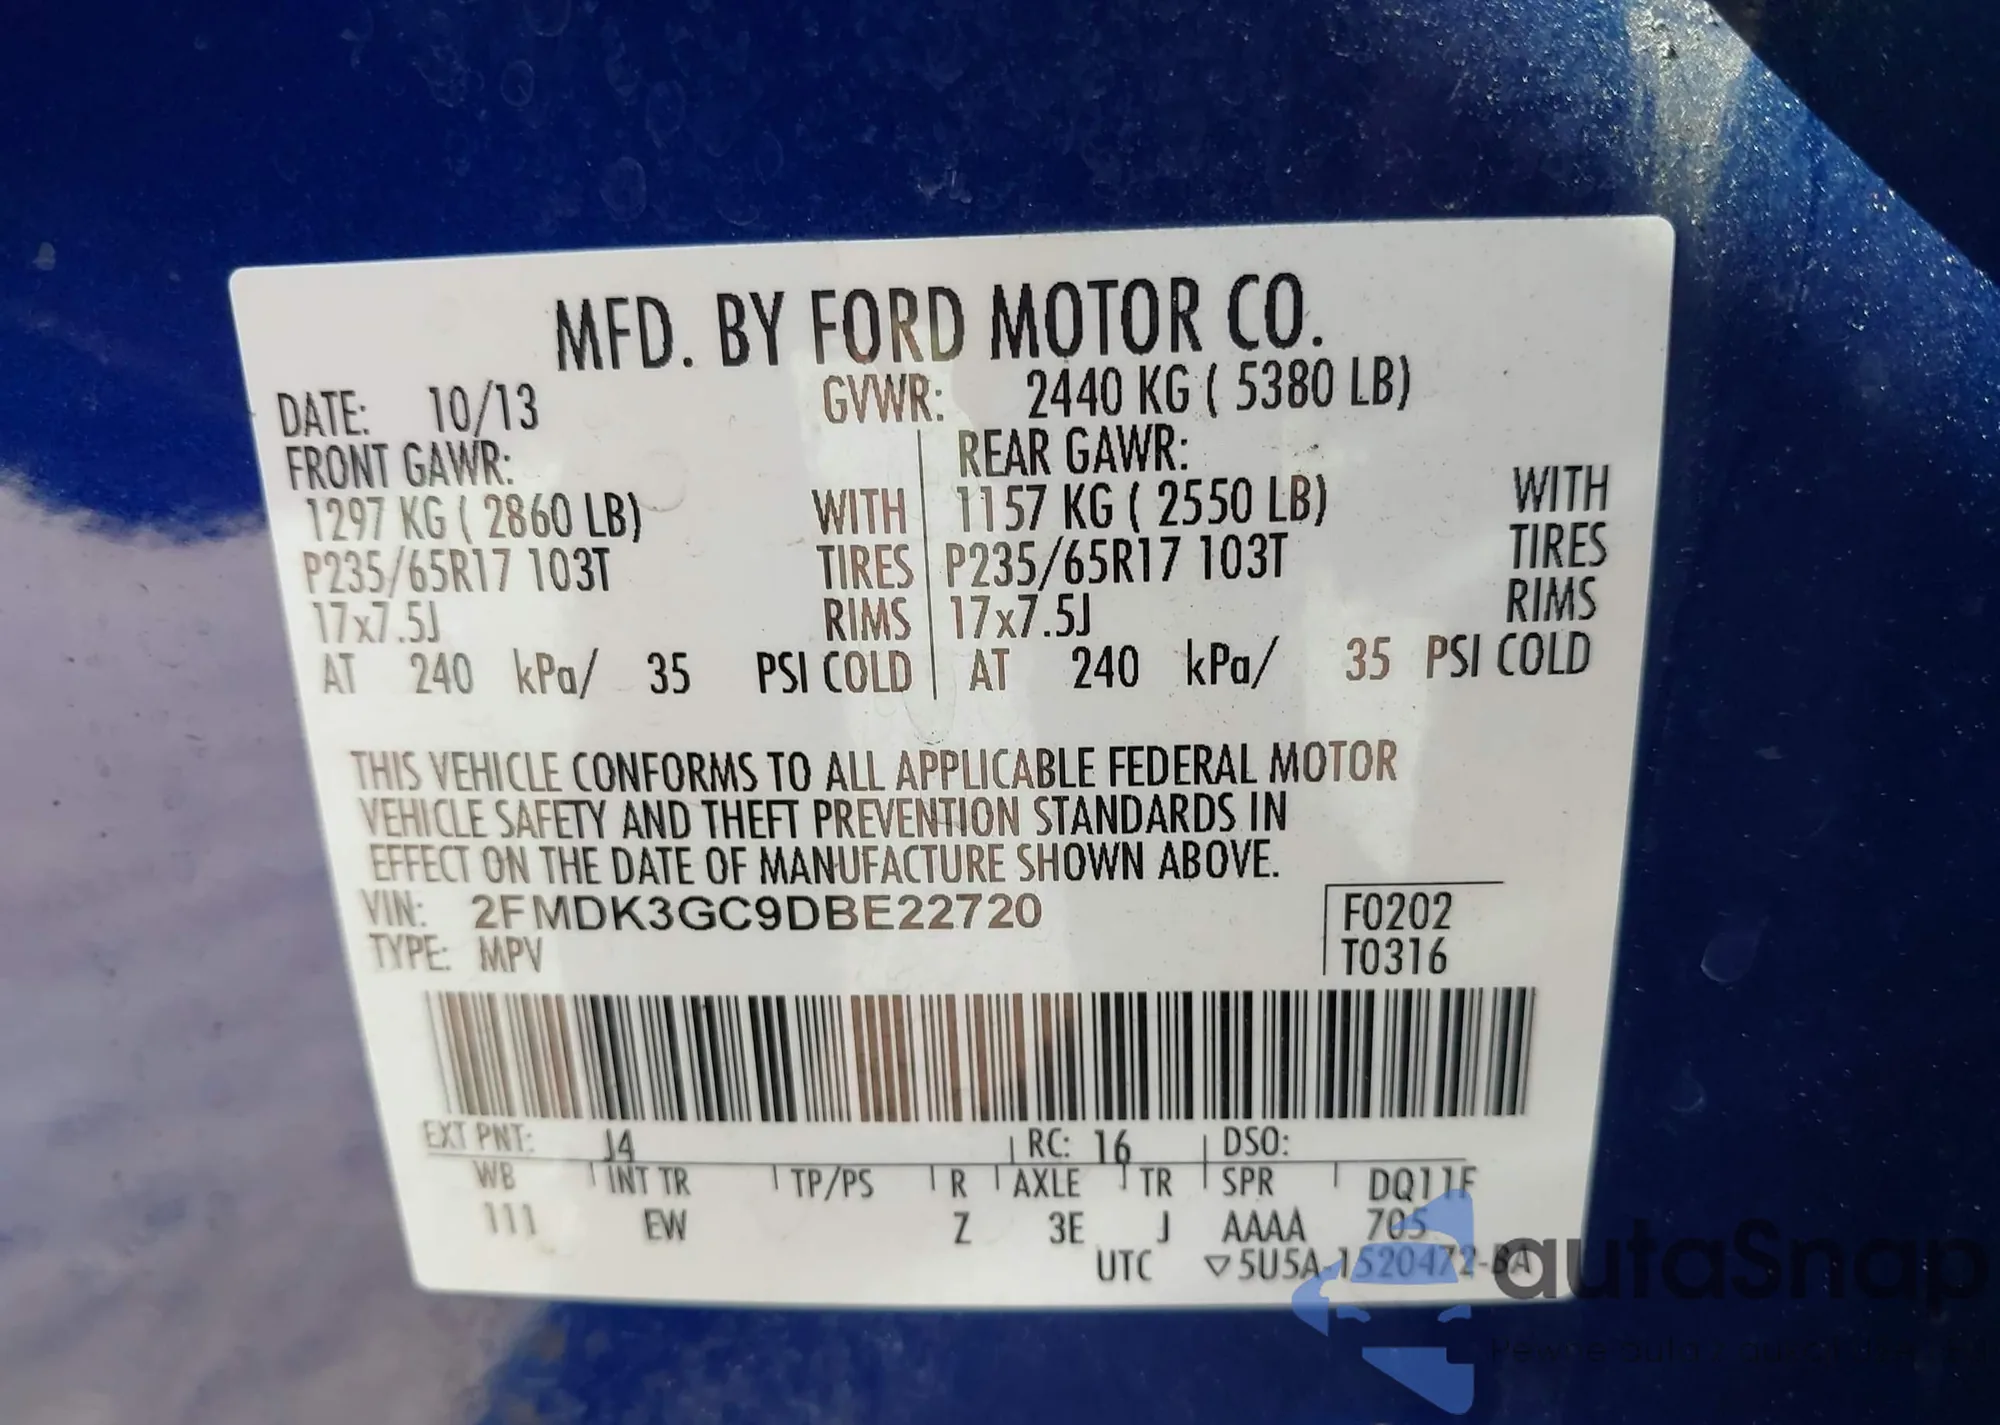 MFD. BY FORD MOTOR CO.
DATE: 10/13 GVWR: 2440 KG ( 5380 LB)
FRONT GAWR: REAR GAWR:
1297 KG ( 2860 LB) WITH 1157 KG ( 2550 LB) WITH
P235/65R17 103T TIRES P235/65R17 103T TIRES
17x7.5J RIMS 17x7.5J RIMS
AT 240 kPa/ 35 PSI COLD AT 240 kPa/ 35 PSI COLD
THIS VEHICLE CONFORMS TO ALL APPLICABLE FEDERAL MOTOR
VEHICLE SAFETY AND THEFT PREVENTION STANDARDS IN
EFFECT ON THE DATE OF MANUFACTURE SHOWN ABOVE.
VIN: 2FMDK3GC9DBE22720 F0202
TYPE: MPV T0316
EXT PNT: J4 RC: 16 DSO:
WB INT TR TP/PS R AXLE TR SPR DQ11F
111 EW Z 3E J AAAA 705
UTC ▽5U5A-1520472-BA
autaSnap